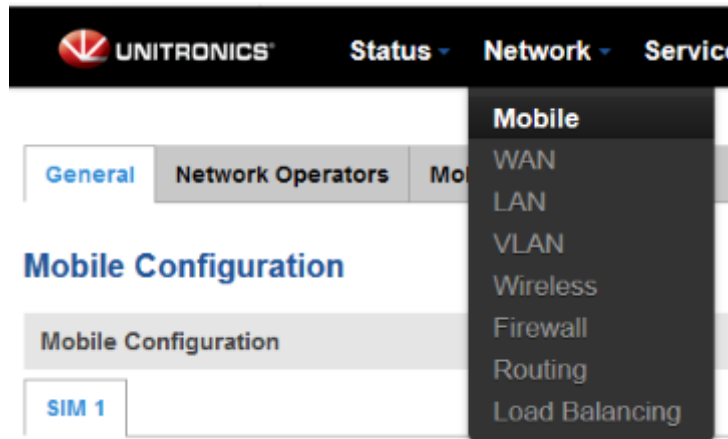 UNITRONICS® Status Network
Mobile
WAN
General Network Operators
LAN
VLAN
Mobile Configuration
Wireless
Firewall
Mobile Configuration
Routing
SIM 1
Load Balancing